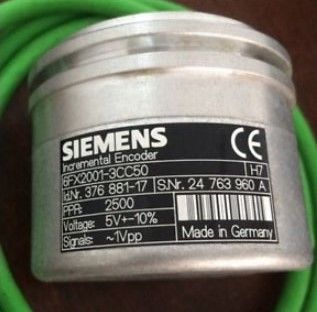 SIEMENS
CE
Incremental Encoder
6FX2001-3CC50 H7
Id.Nr. 376 881-17 S.Nr. 24 763 960 A
PPR: 2500
Voltage: 5V+-10%
Signals: ~1Vpp Made in Germany